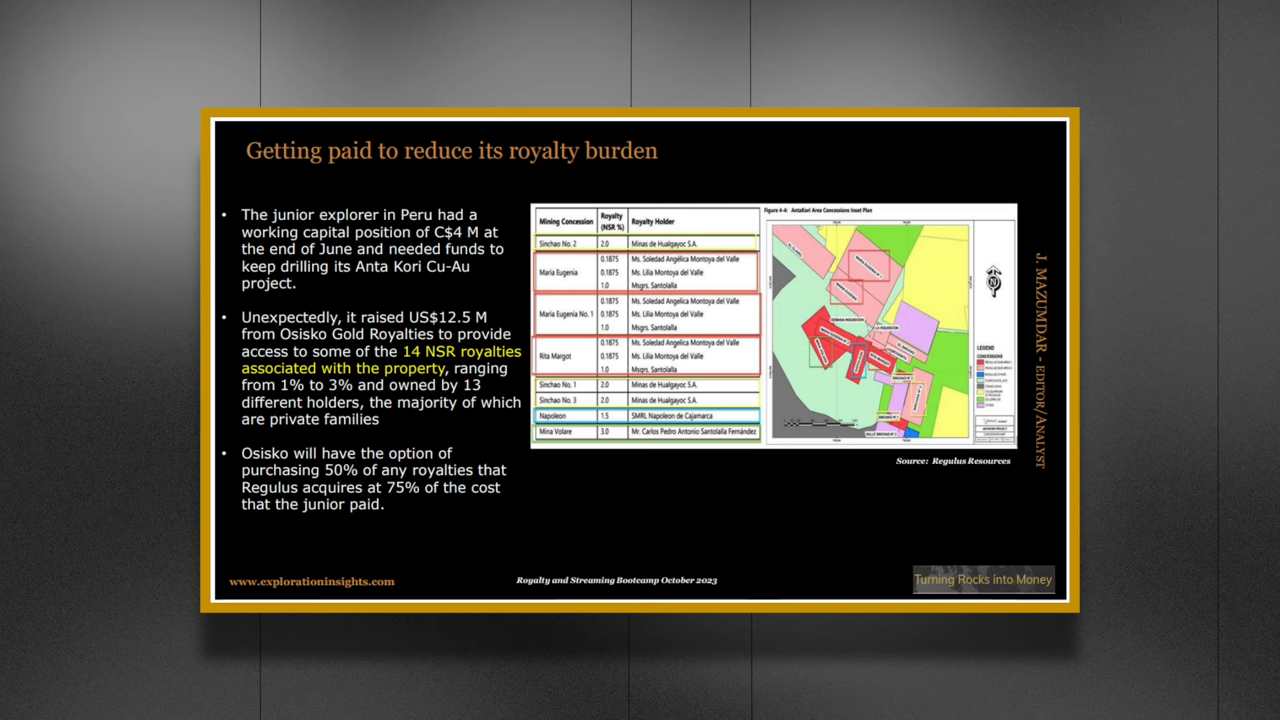 Getting paid to reduce its royalty burden
• The junior explorer in Peru had a
working capital position of C$4 M at
the end of June and needed funds to
keep drilling its Anta Kori Cu-Au
project.
• Unexpectedly, it raised US$12.5 M
from Osisko Gold Royalties to provide
access to some of the 14 NSR royalties
associated with the property, ranging
from 1% to 3% and owned by 13
different holders, the majority of which
are private families
• Osisko will have the option of
purchasing 50% of any royalties that
Regulus acquires at 75% of the cost
that the junior paid.
Mining Concession Royalty (NSR %) Royalty Holder
Sinchao No. 2 2.0 Minas de Hualgayoc S.A.
Maria Eugenia 0.1875 Ms. Soledad Angélica Montoya del Valle
0.1875 Ms. Lilia Montoya del Valle
1.0 Msgrs. Santolalla
Maria Eugenia No. 1 0.1875 Ms. Soledad Angelica Montoya del Valle
0.1875 Ms. Lilia Montoya del Valle
1.0 Msgrs. Santolalla
Rita Margot 0.1875 Ms. Soledad Angelica Montoya del Valle
0.1875 Ms. Lilia Montoya del Valle
1.0 Msgrs. Santolalla
Sinchao No. 1 2.0 Minas de Hualgayoc S.A.
Sinchao No. 3 2.0 Minas de Hualgayoc S.A.
Napoleon 1.5 SMRL Napoleon de Cajamarca
Mina Volare 3.0 Mr. Carlos Pedro Antonio Santolalla Fernández
Figure 4-4: AntaKori Area Concessions Inset Plan
LEGEND
CONCESSIONS
Source: Regulus Resources
J. MAZUMDAR - EDITOR/ANALYST
www.explorationinsights.com
Royalty and Streaming Bootcamp October 2023
Turning Rocks into Money